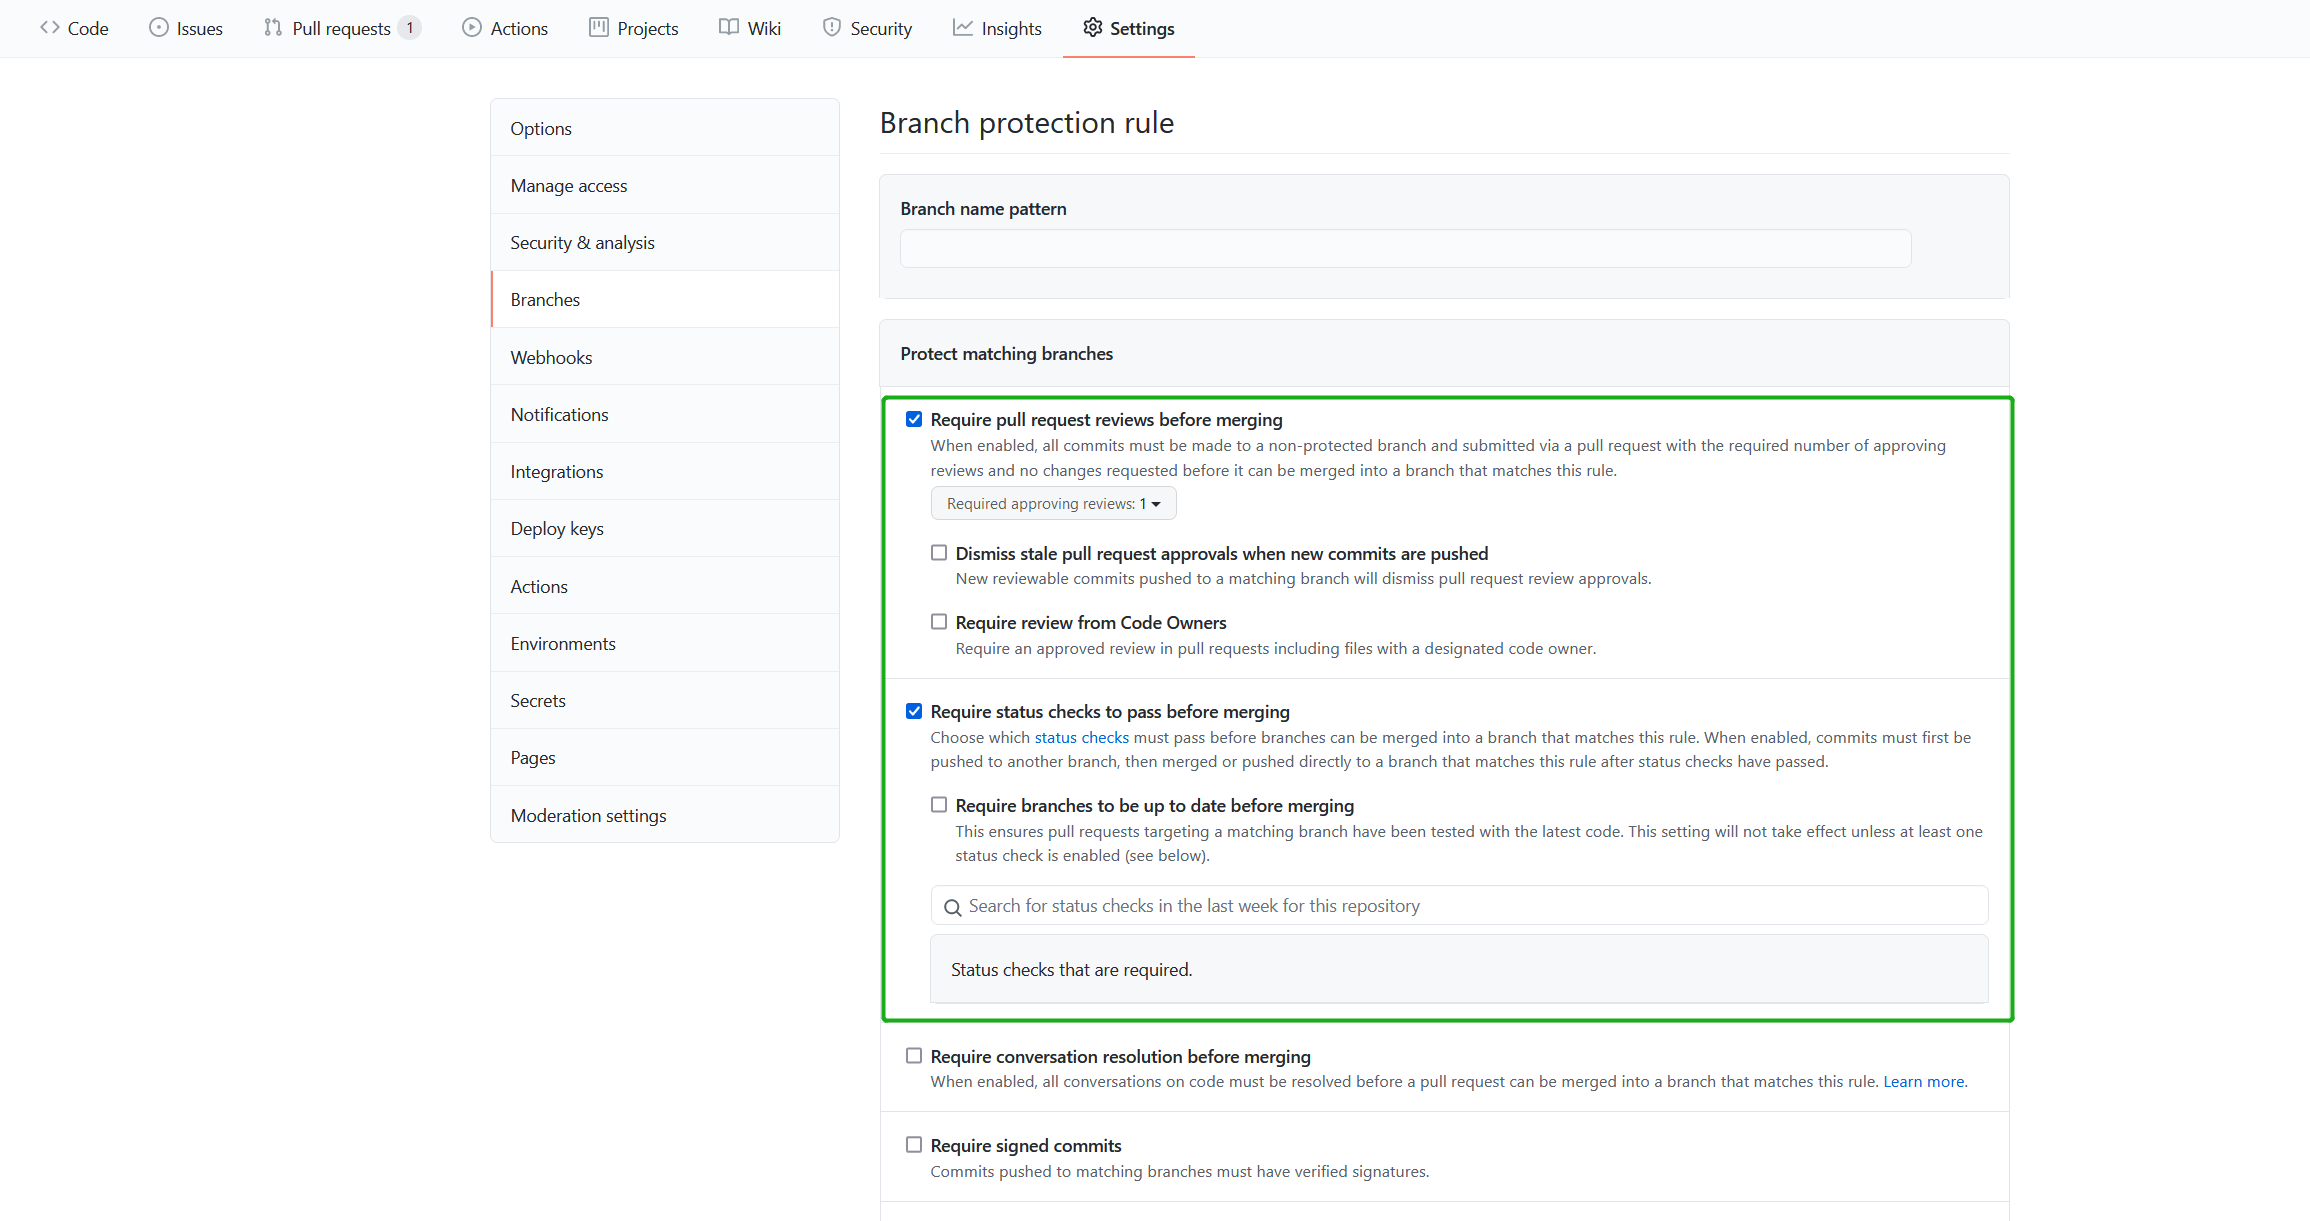 Code Issues Pull requests 1 Actions Projects Wiki Security Insights Settings
Options
Manage access
Security & analysis
Branches
Webhooks
Notifications
Integrations
Deploy keys
Actions
Environments
Secrets
Pages
Moderation settings
Branch protection rule
Branch name pattern
Protect matching branches
Require pull request reviews before merging
When enabled, all commits must be made to a non-protected branch and submitted via a pull request with the required number of approving
reviews and no changes requested before it can be merged into a branch that matches this rule.
Required approving reviews: 1
Dismiss stale pull request approvals when new commits are pushed
New reviewable commits pushed to a matching branch will dismiss pull request review approvals.
Require review from Code Owners
Require an approved review in pull requests including files with a designated code owner.
Require status checks to pass before merging
Choose which status checks must pass before branches can be merged into a branch that matches this rule. When enabled, commits must first be
pushed to another branch, then merged or pushed directly to a branch that matches this rule after status checks have passed.
Require branches to be up to date before merging
This ensures pull requests targeting a matching branch have been tested with the latest code. This setting will not take effect unless at least one
status check is enabled (see below).
Search for status checks in the last week for this repository
Status checks that are required.
Require conversation resolution before merging
When enabled, all conversations on code must be resolved before a pull request can be merged into a branch that matches this rule. Learn more.
Require signed commits
Commits pushed to matching branches must have verified signatures.